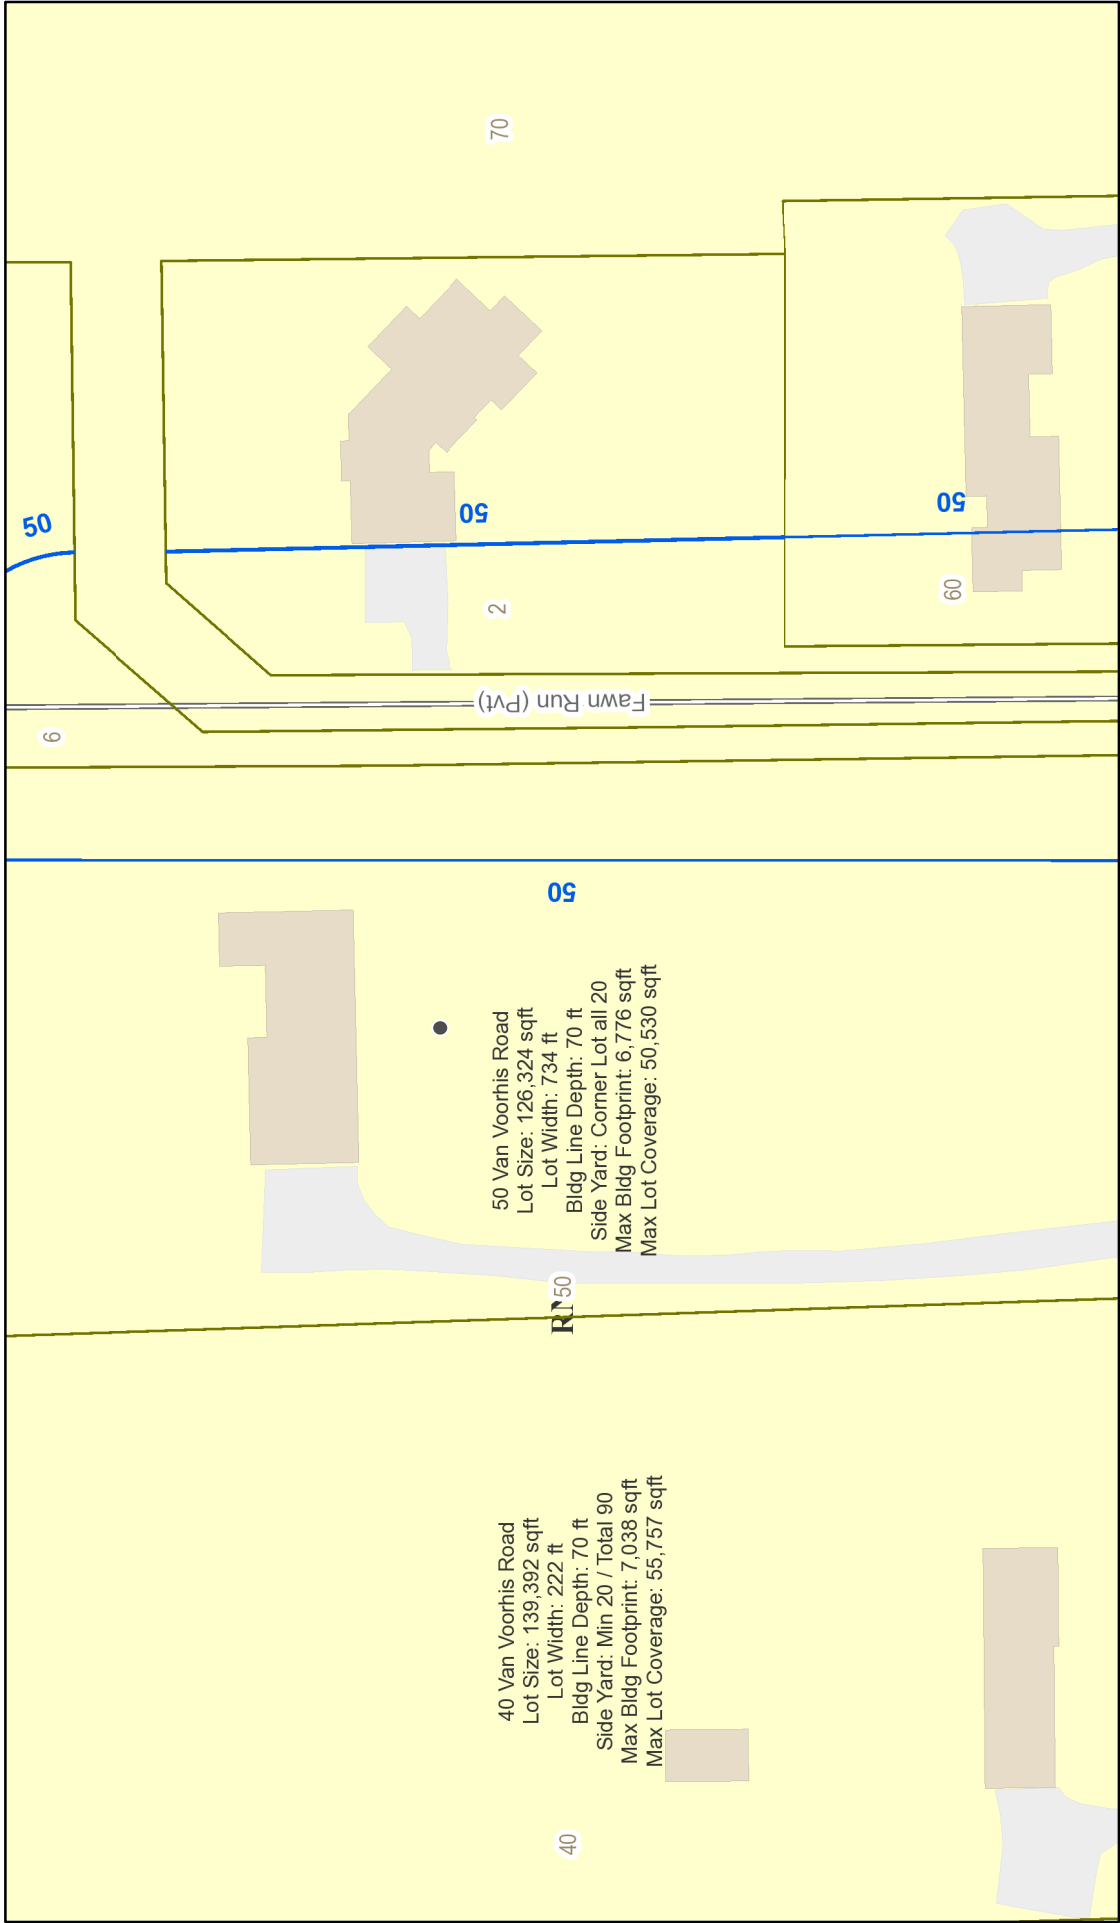 70
50
50
50
2
60
Fawn Run (Pvt)
6
50
50 Van Voorhis Road
Lot Size: 126,324 sqft
Lot Width: 734 ft
Bldg Line Depth: 70 ft
Side Yard: Corner Lot all 20
Max Bldg Footprint: 6,776 sqft
Max Lot Coverage: 50,530 sqft
50
40 Van Voorhis Road
Lot Size: 139,392 sqft
Lot Width: 222 ft
Bldg Line Depth: 70 ft
Side Yard: Min 20 / Total 90
Max Bldg Footprint: 7,038 sqft
Max Lot Coverage: 55,757 sqft
40